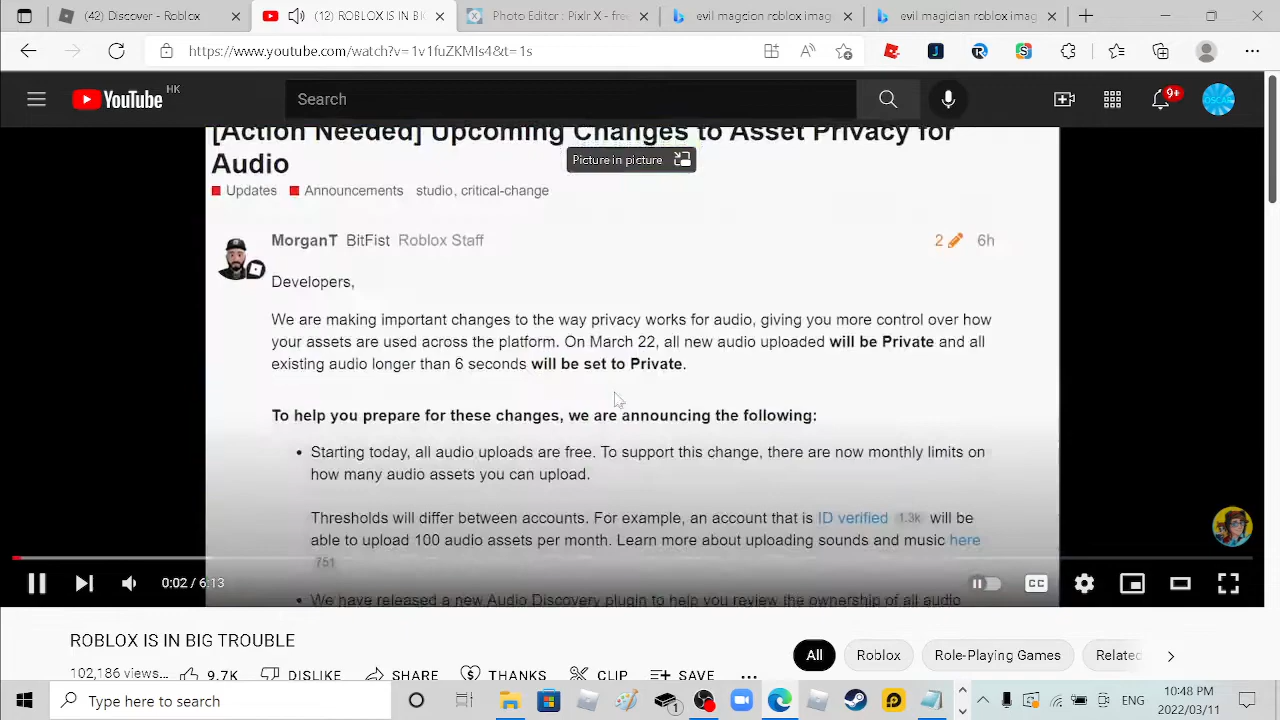 (22) Discover - Roblox
(12) ROBLOX IS IN BIG
Photo Editor : Pixlr X - free
evil magician roblox imag
evil magician roblox imag
https://www.youtube.com/watch?v=1v1fuZKMIs4&t=1s
YouTube HK
Search
9+
OSCAR
[Action Needed] Upcoming Changes to Asset Privacy for
Audio
Picture in picture
Updates Announcements studio, critical-change
MorganT BitFist Roblox Staff 2 6h
Developers,
We are making important changes to the way privacy works for audio, giving you more control over how
your assets are used across the platform. On March 22, all new audio uploaded will be Private and all
existing audio longer than 6 seconds will be set to Private.
To help you prepare for these changes, we are announcing the following:
• Starting today, all audio uploads are free. To support this change, there are now monthly limits on
how many audio assets you can upload.
Thresholds will differ between accounts. For example, an account that is ID verified 1.3k will be
able to upload 100 audio assets per month. Learn more about uploading sounds and music here
751
• We have released a new Audio Discovery plugin to help you review the ownership of all audio
0:02 / 6:13
CC
ROBLOX IS IN BIG TROUBLE
All Roblox Role-Playing Games Related
102,186 views... 9.7K DISLIKE SHARE THANKS CLIP SAVE ...
Type here to search
1
ENG
10:48 PM
2022/03/11